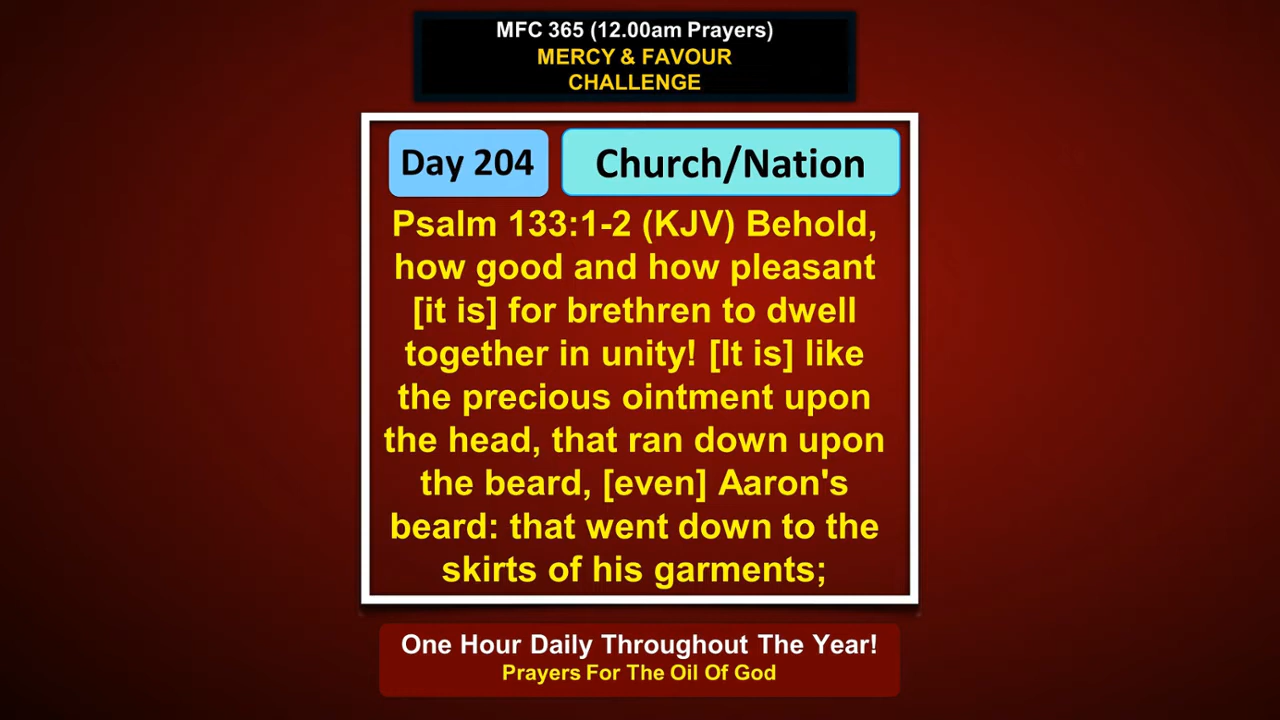 MFC 365 (12.00am Prayers)
MERCY & FAVOUR
CHALLENGE
Day 204
Church/Nation
Psalm 133:1-2 (KJV) Behold,
how good and how pleasant
[it is] for brethren to dwell
together in unity! [It is] like
the precious ointment upon
the head, that ran down upon
the beard, [even] Aaron's
beard: that went down to the
skirts of his garments;
One Hour Daily Throughout The Year!
Prayers For The Oil Of God